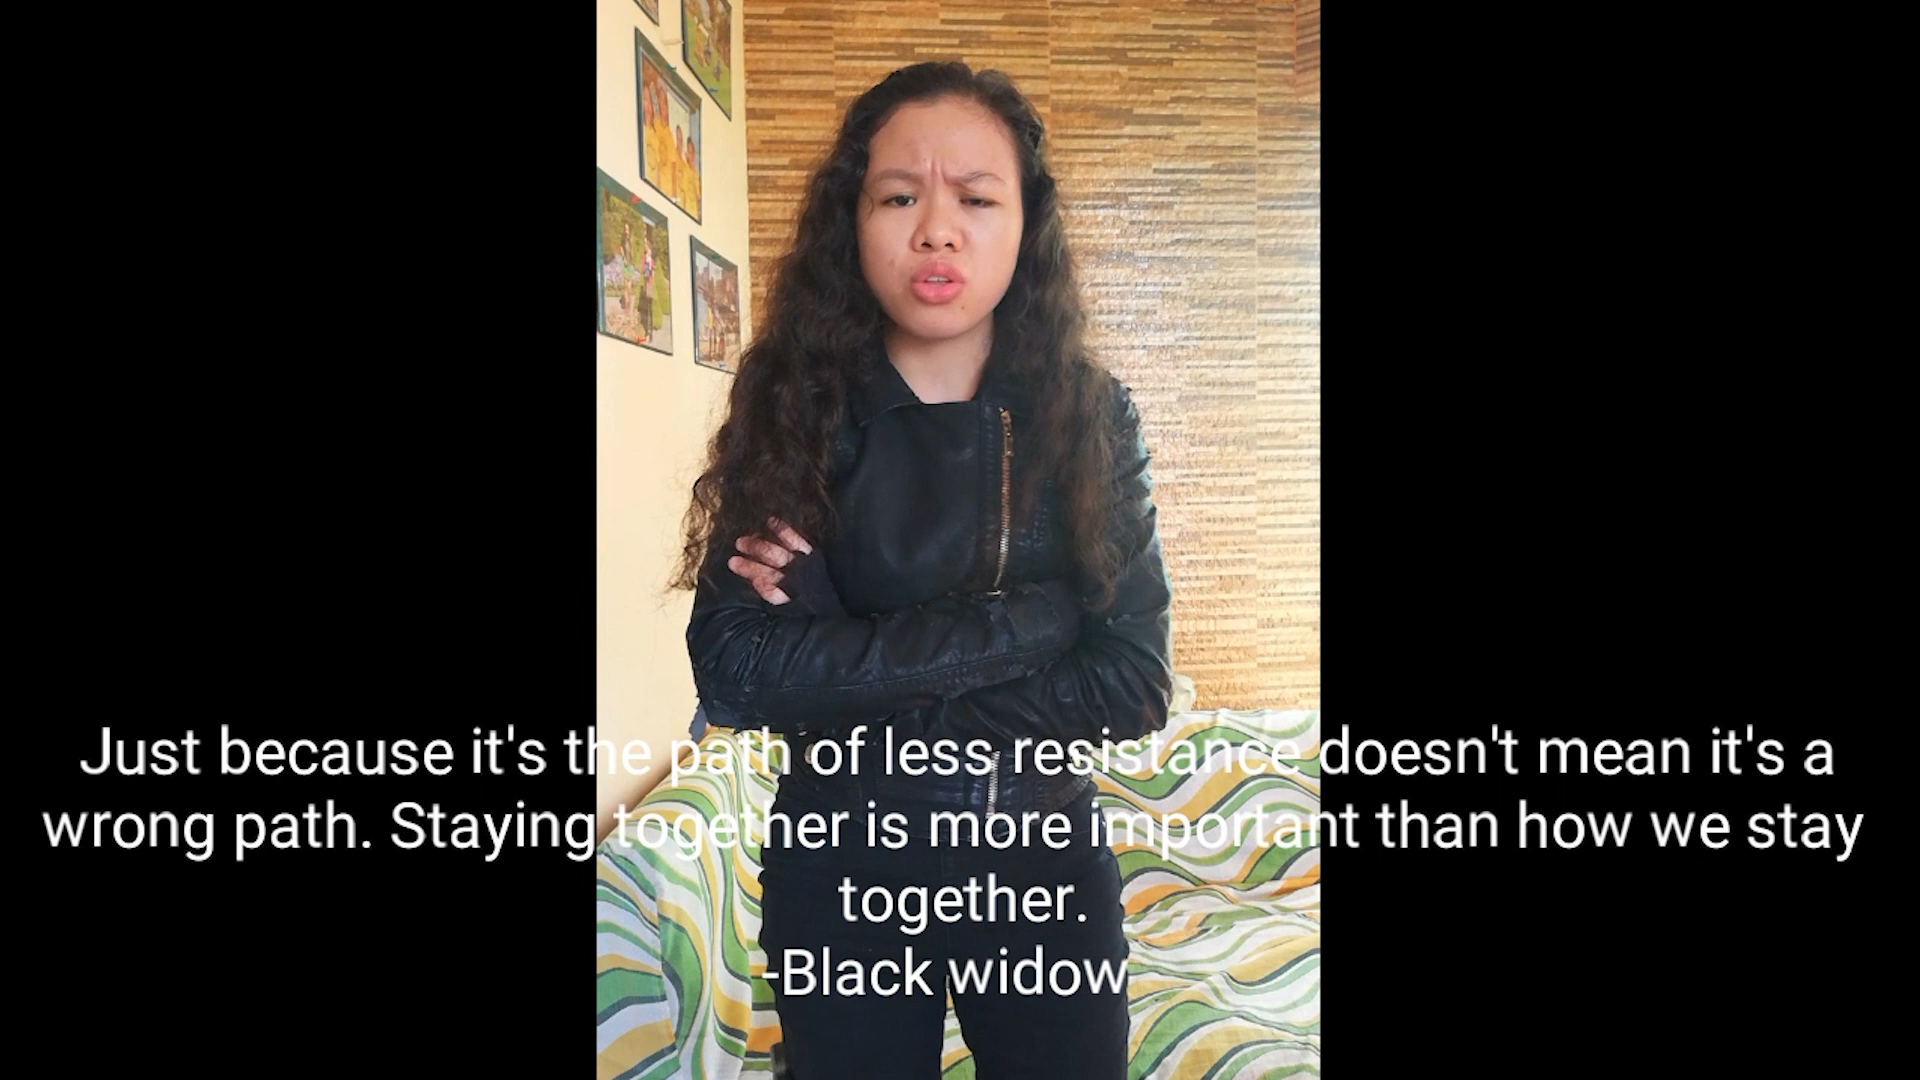 Just because it's the path of less resistance doesn't mean it's a
wrong path. Staying together is more important than how we stay
together.
-Black widow